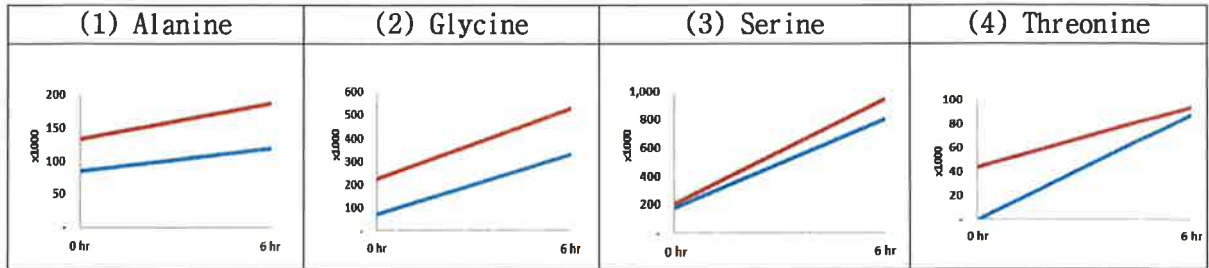 (1) Alanine
(2) Glycine
(3) Serine
(4) Threonine
200
150
100
50
-
x1000
0 hr
6 hr
600
500
400
300
200
100
-
x1000
0 hr
6 hr
1,000
800
600
400
200
-
x1000
0 hr
6 hr
100
80
60
40
20
-
x1000
0 hr
6 hr